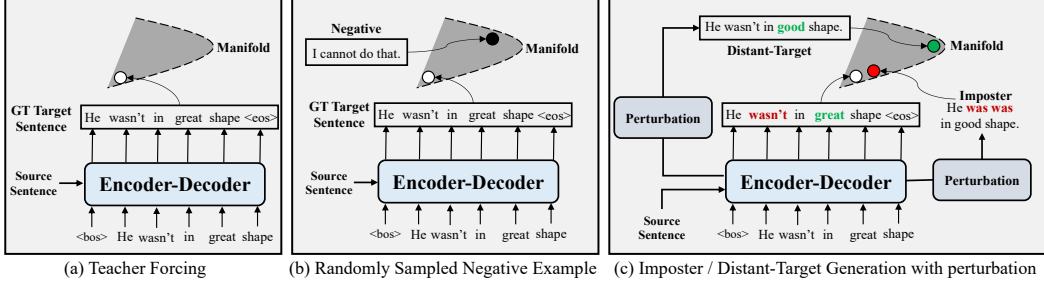 Manifold
GT Target
Sentence
He wasn't in great shape <eos>
Source
Sentence
Encoder-Decoder
<bos> He wasn't in great shape
(a) Teacher Forcing
Negative
I cannot do that.
Manifold
GT Target
Sentence
He wasn't in great shape <eos>
Source
Sentence
Encoder-Decoder
<bos> He wasn't in great shape
(b) Randomly Sampled Negative Example
He wasn't in good shape.
Distant-Target
Manifold
Imposter
He was was
in good shape.
Perturbation
He wasn't in great shape <eos>
Encoder-Decoder
Perturbation
Source
Sentence
<bos> He wasn't in great shape
(c) Imposter / Distant-Target Generation with perturbation